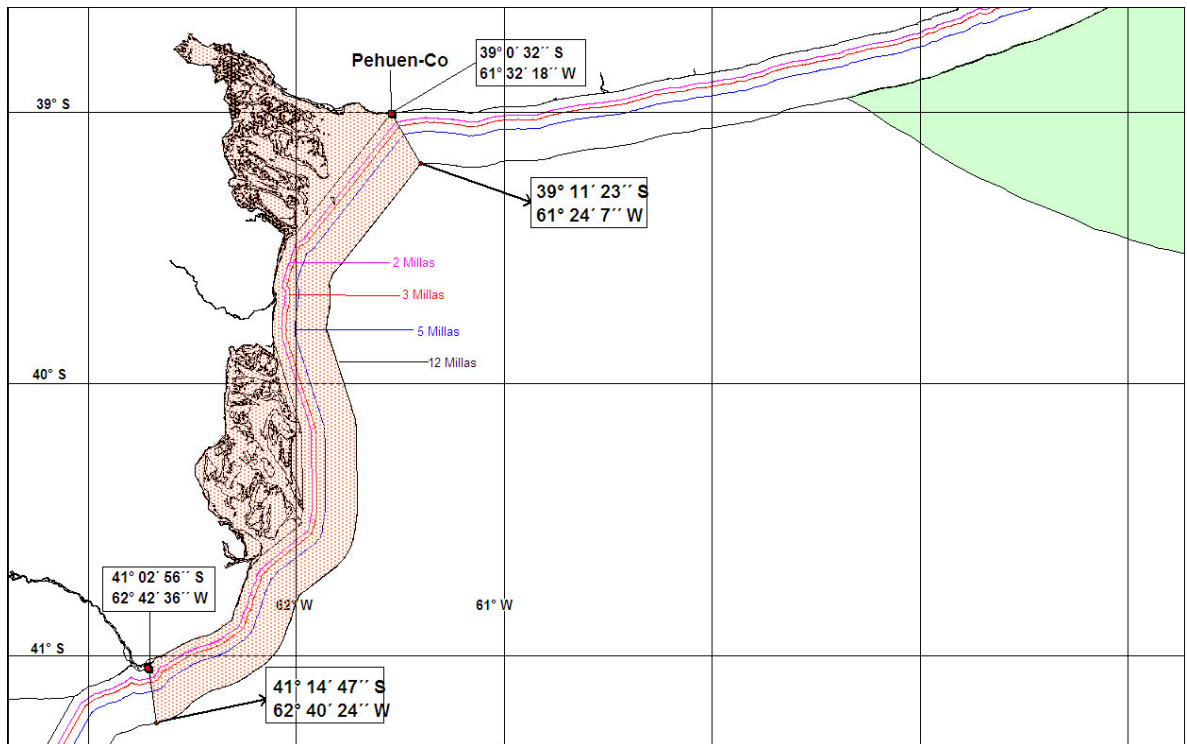 Pehuen-Co
39° 0´ 32´´ S
61° 32´ 18´´ W
39° S
39° 11´ 23´´ S
61° 24´ 7´´ W
2 Millas
3 Millas
5 Millas
12 Millas
40° S
41° 02´ 56´´ S
62° 42´ 36´´ W
62° W
61° W
41° S
41° 14´ 47´´ S
62° 40´ 24´´ W